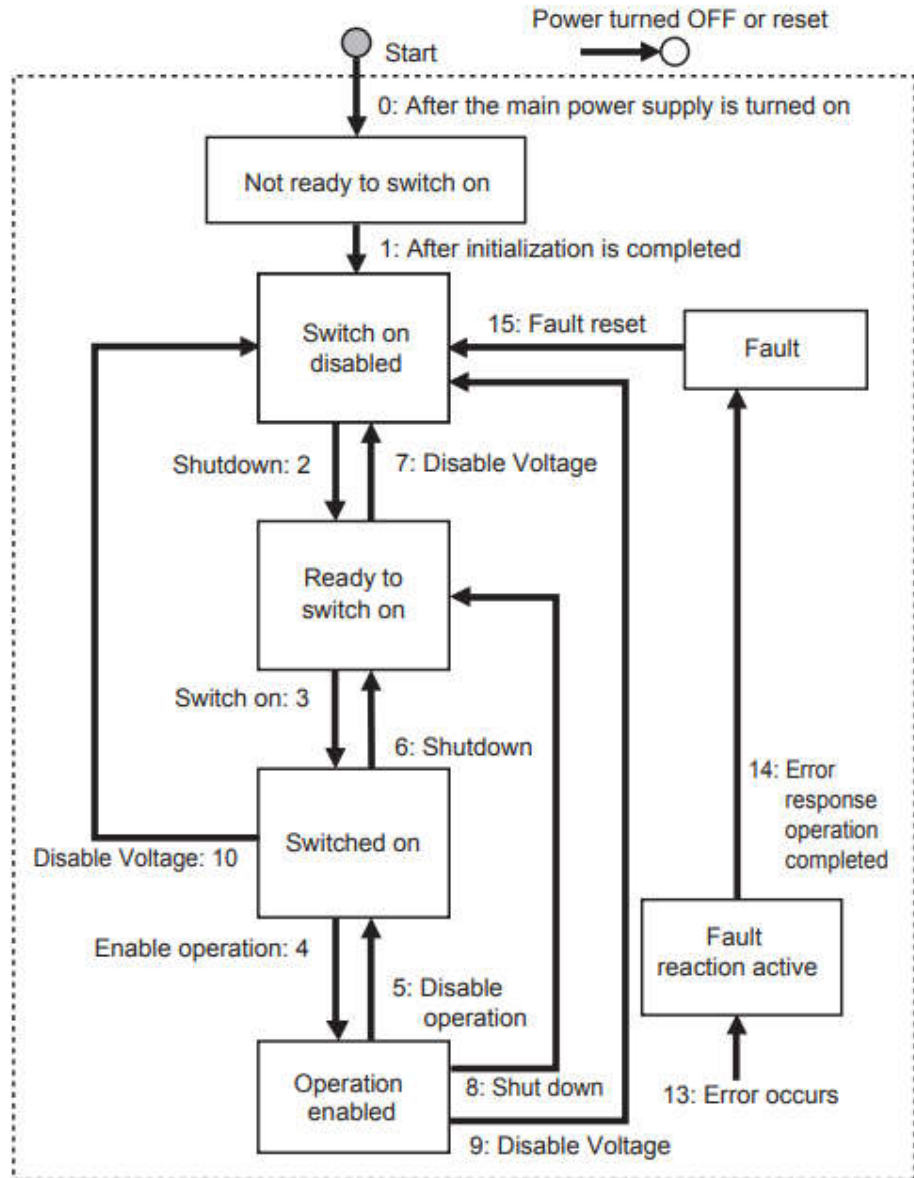 Power turned OFF or reset
Start
0: After the main power supply is turned on
Not ready to switch on
1: After initialization is completed
Switch on
disabled
15: Fault reset
Fault
Shutdown: 2
7: Disable Voltage
Ready to
switch on
Switch on: 3
6: Shutdown
14: Error
response
operation
completed
Switched on
Disable Voltage: 10
Fault
reaction active
Enable operation: 4
5: Disable
operation
Operation
enabled
8: Shut down
13: Error occurs
9: Disable Voltage